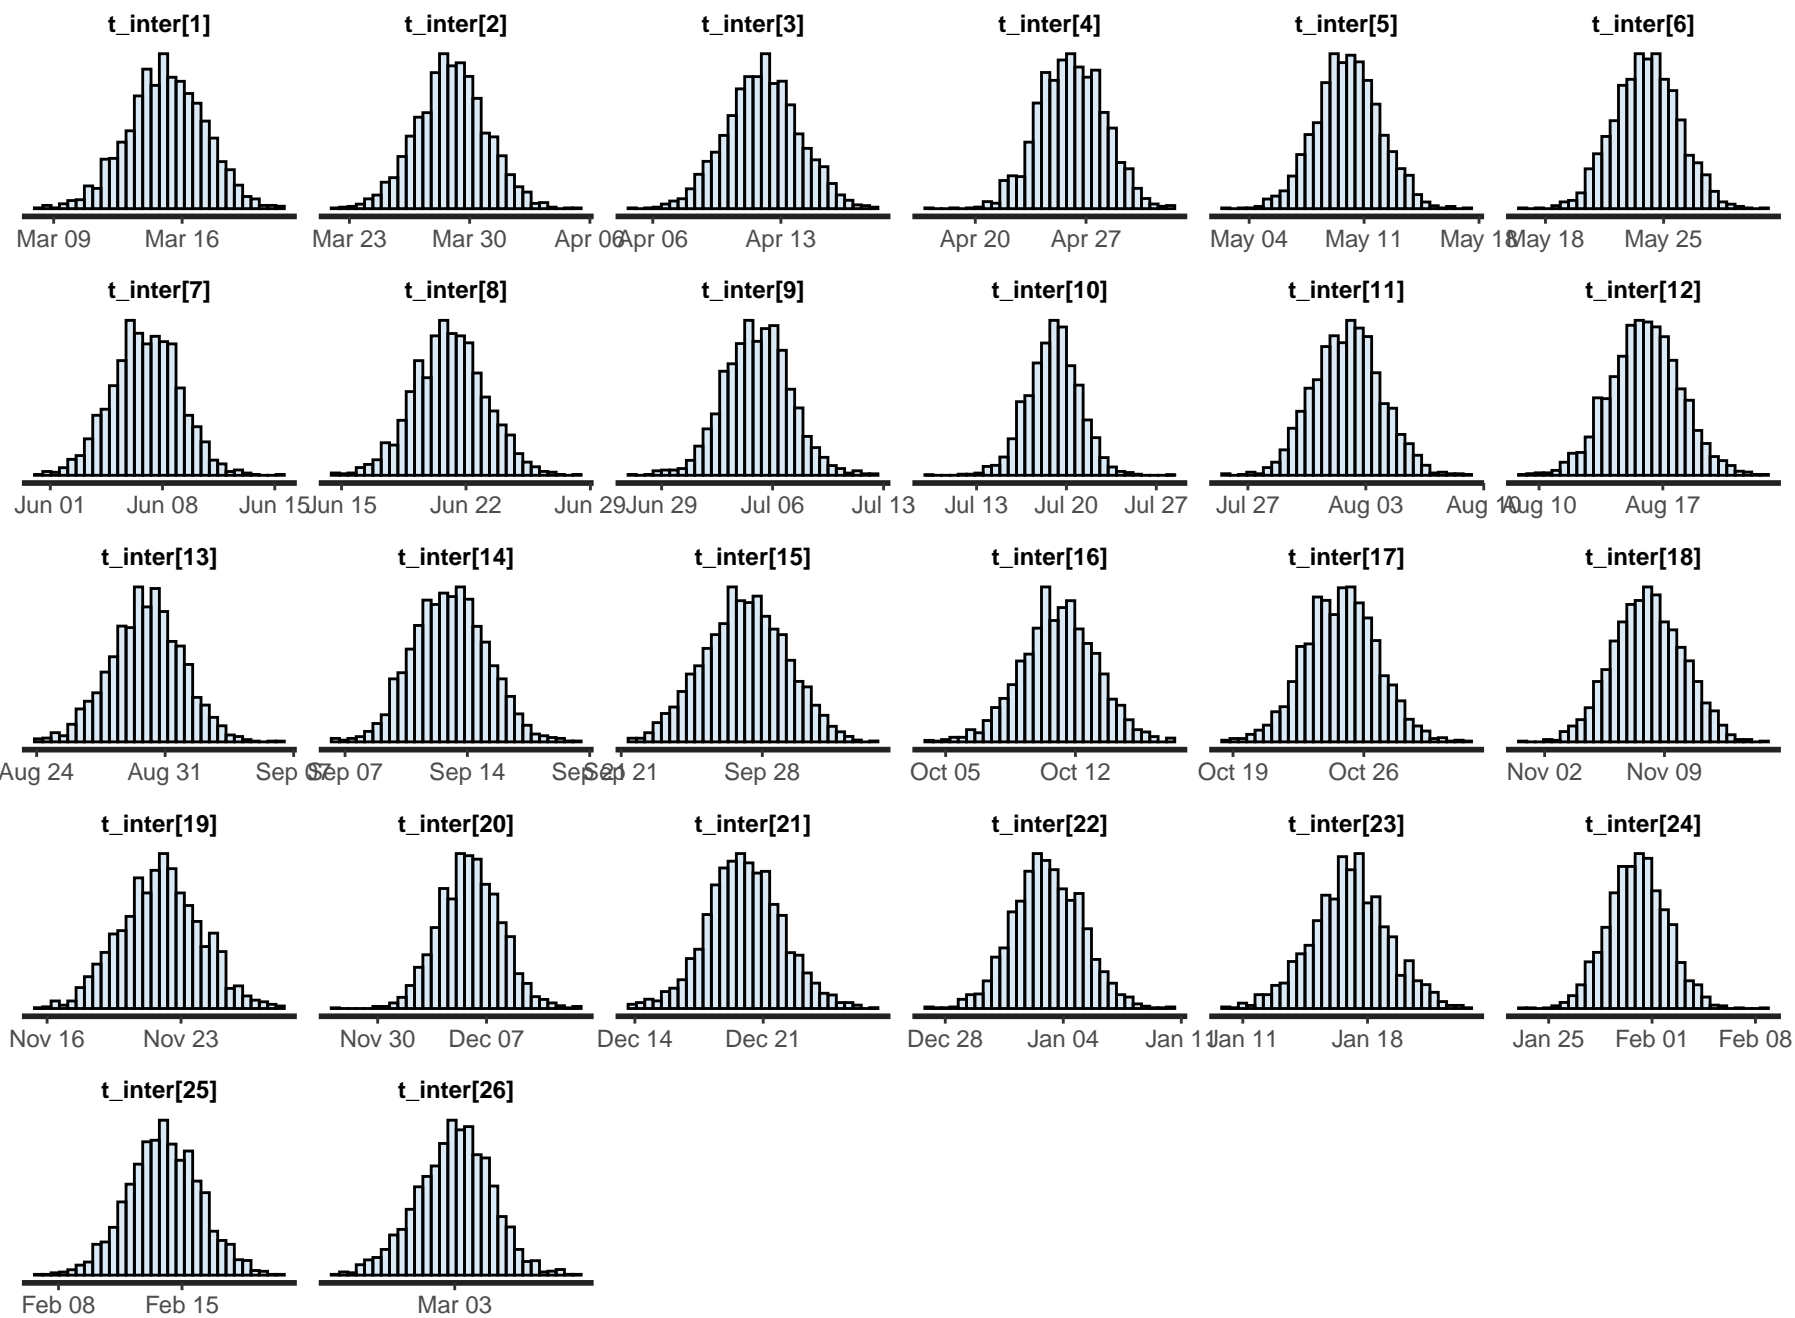 t_inter[1] t_inter[2] t_inter[3] t_inter[4] t_inter[5] t_inter[6]
Mar 09 Mar 16 Mar 23 Mar 30 Apr 06 Apr 06 Apr 13 Apr 20 Apr 27 May 04 May 11 May 18 May 18 May 25
t_inter[7] t_inter[8] t_inter[9] t_inter[10] t_inter[11] t_inter[12]
Jun 01 Jun 08 Jun 15 Jun 15 Jun 22 Jun 29 Jun 29 Jul 06 Jul 13 Jul 13 Jul 20 Jul 27 Jul 27 Aug 03 Aug 10 Aug 10 Aug 17
t_inter[13] t_inter[14] t_inter[15] t_inter[16] t_inter[17] t_inter[18]
Aug 24 Aug 31 Sep 07 Sep 07 Sep 14 Sep 21 Sep 21 Sep 28 Oct 05 Oct 12 Oct 19 Oct 26 Nov 02 Nov 09
t_inter[19] t_inter[20] t_inter[21] t_inter[22] t_inter[23] t_inter[24]
Nov 16 Nov 23 Nov 30 Dec 07 Dec 14 Dec 21 Dec 28 Jan 04 Jan 11 Jan 11 Jan 18 Jan 25 Feb 01 Feb 08
t_inter[25] t_inter[26]
Feb 08 Feb 15 Mar 03